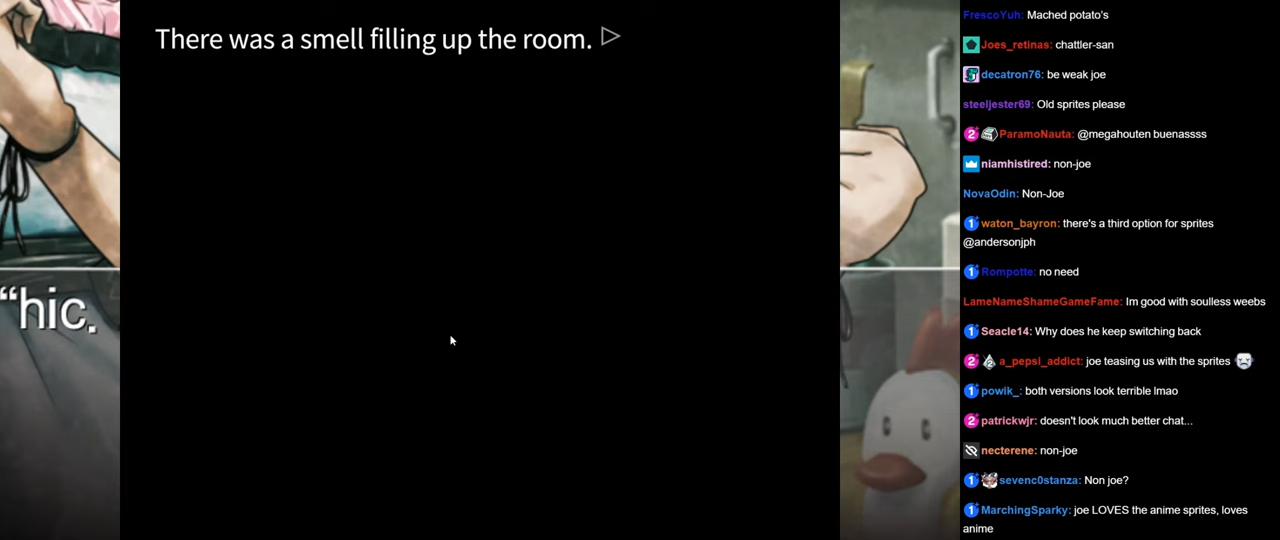 There was a smell filling up the room.
"hic.
FrescoYuh: Mached potato's
Joes_retinas: chattler-san
decatron76: be weak joe
steeljester69: Old sprites please
ParamoNauta: @megahouten buenassss
niamhistired: non-joe
NovaOdin: Non-Joe
waton_bayron: there's a third option for sprites
@andersonjph
Rompotte: no need
LameNameShameGameFame: Im good with soulless weebs
Seacle14: Why does he keep switching back
a_pepsi_addict: joe teasing us with the sprites
powik_: both versions look terrible lmao
patrickwjr: doesn't look much better chat...
necterene: non-joe
sevenc0stanza: Non joe?
MarchingSparky: joe LOVES the anime sprites, loves
anime